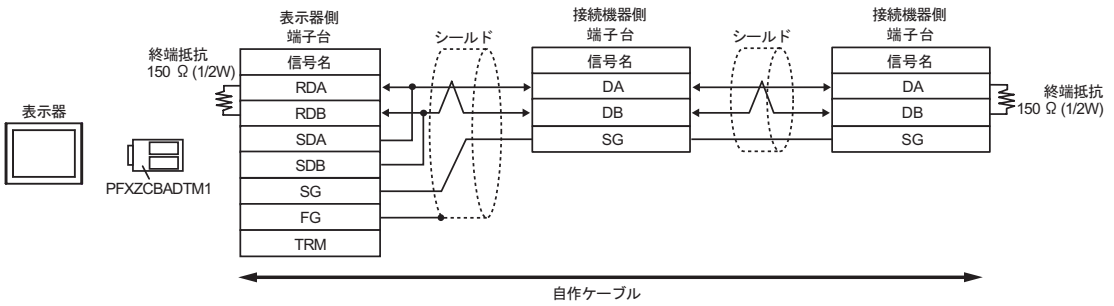 表示器
PFXZCBADTM1
終端抵抗
150 Ω (1/2W)
表示器側
端子台
信号名
RDA
RDB
SDA
SDB
SG
FG
TRM
シールド
接続機器側
端子台
信号名
DA
DB
SG
シールド
接続機器側
端子台
信号名
DA
DB
SG
終端抵抗
150 Ω (1/2W)
自作ケーブル